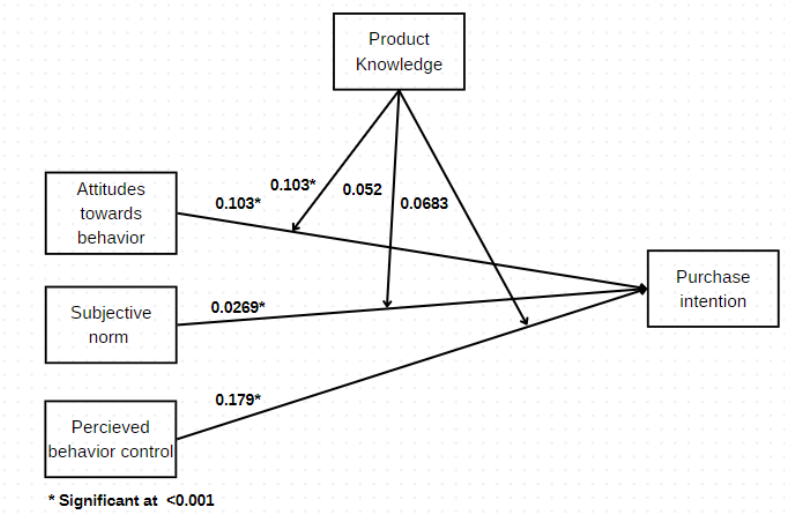 Product
Knowledge
Attitudes
towards
behavior
0.103*
0.103*
0.052
0.0683
Purchase
intention
Subjective
norm
0.0269*
0.179*
Percieved
behavior control
* Significant at <0.001